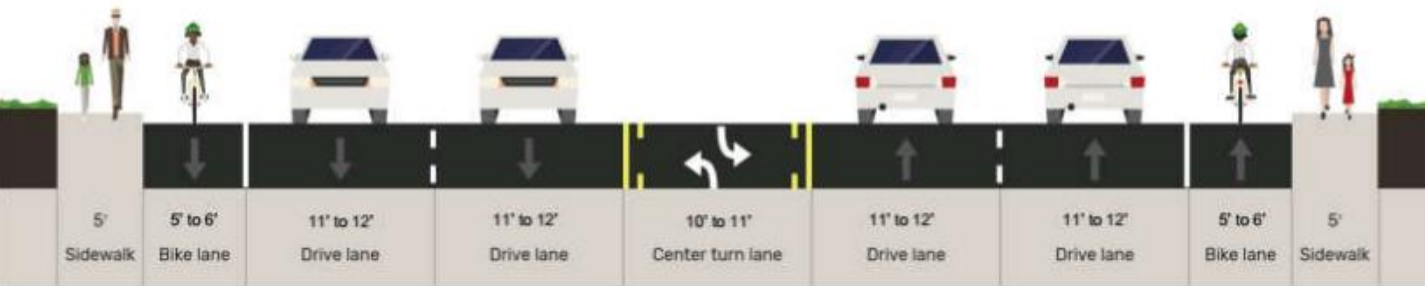 5' 5' to 6' 11' to 12' 11' to 12' 10' to 11' 11' to 12' 11' to 12' 5' to 6' 5'
Sidewalk Bike lane Drive lane Drive lane Center turn lane Drive lane Drive lane Bike lane Sidewalk